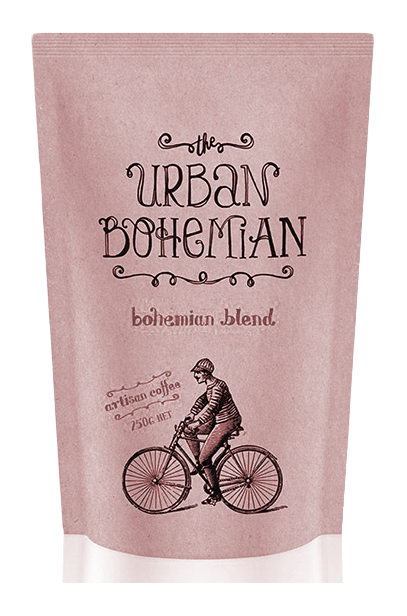 the
URBAN
BOHEMIAN
bohemian blend
artisan coffee
250G NET